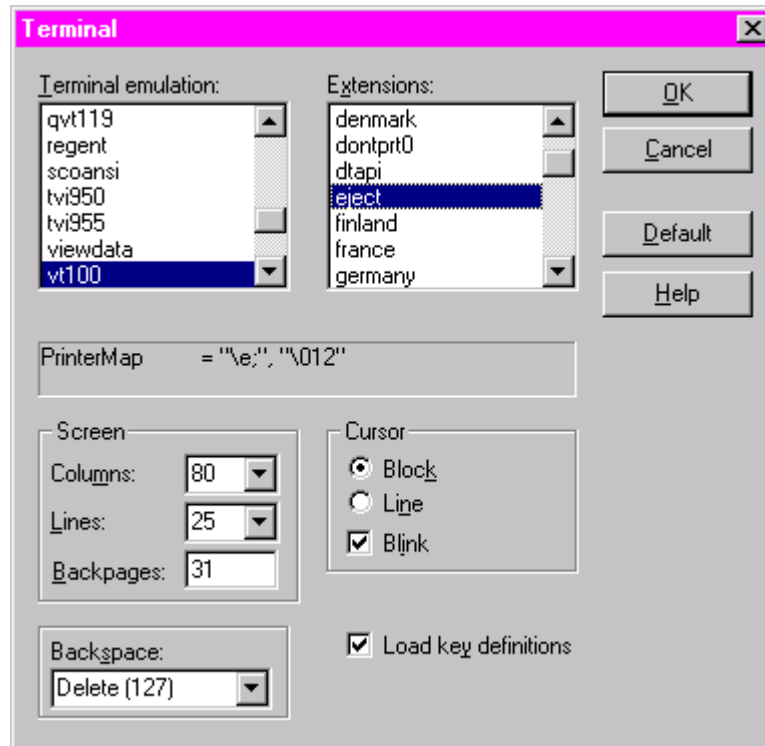 Terminal
Terminal emulation:
qvt119
regent
scoansi
tvi950
tvi955
viewdata
vt100
Extensions:
denmark
dontprt0
dtapi
eject
finland
france
germany
OK
Cancel
Default
Help
PrinterMap = "\e;", "\012"
Screen
Columns: 80
Lines: 25
Backpages: 31
Cursor
Block
Line
Blink
Backspace:
Delete (127)
Load key definitions